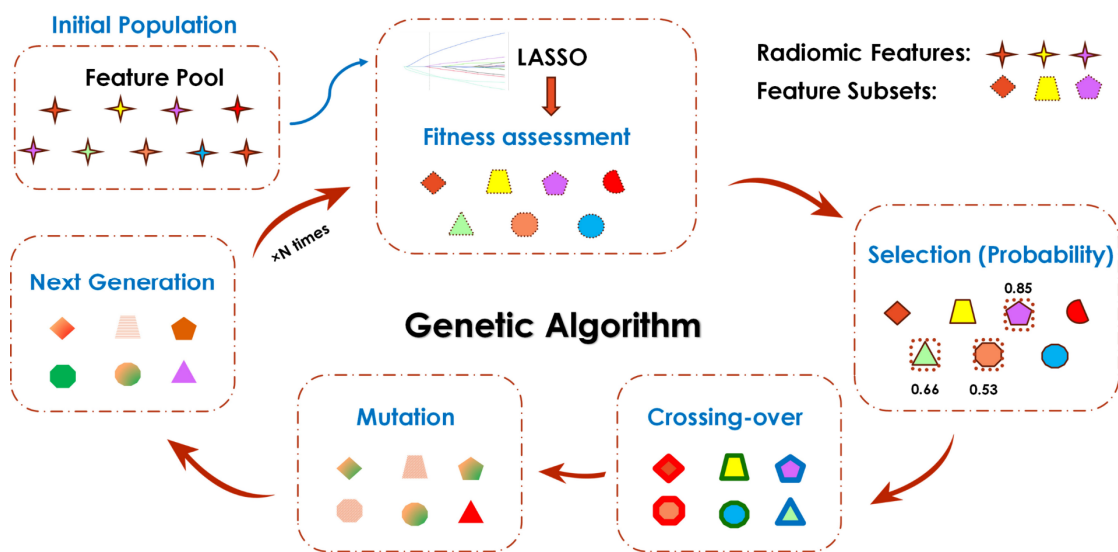 Initial Population
Feature Pool
LASSO
Fitness assessment
Radiomic Features:
Feature Subsets:
×N times
Selection (Probability)
0.85
0.66
0.53
Next Generation
Genetic Algorithm
Mutation
Crossing-over